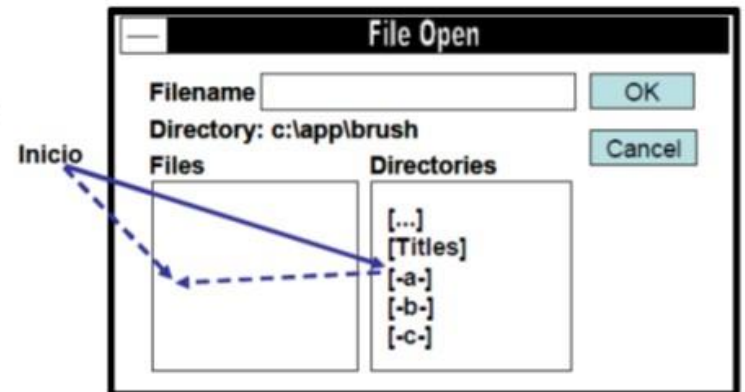 File Open
Filename OK
Directory: c:\app\brush
Cancel
Inicio
Files Directories
[...]
[Titles]
[-a-]
[-b-]
[-c-]